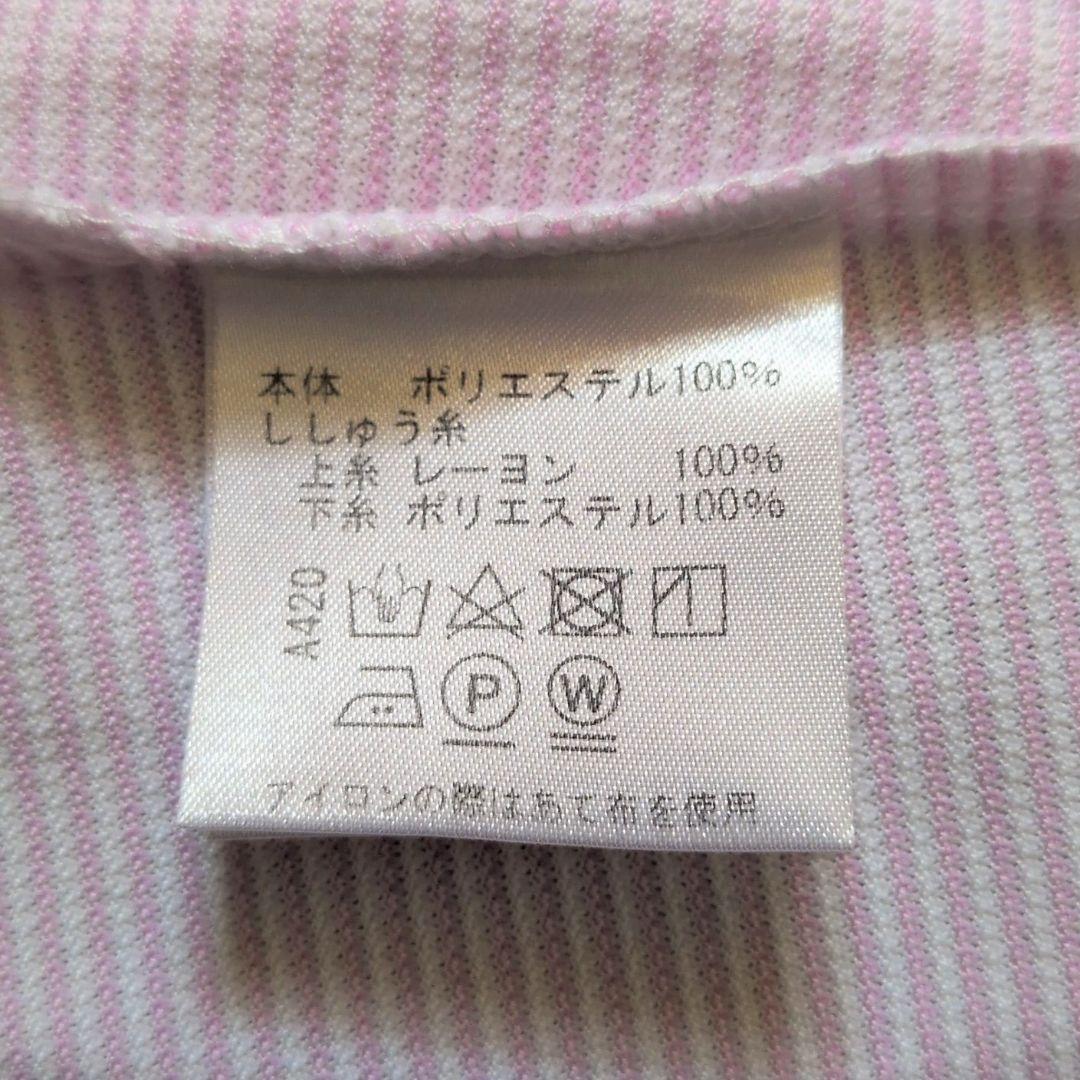 本体 ポリエステル100%
ししゅう糸
上糸 レーヨン 100%
下糸 ポリエステル100%
A420
P W
アイロンの際はあて布を使用